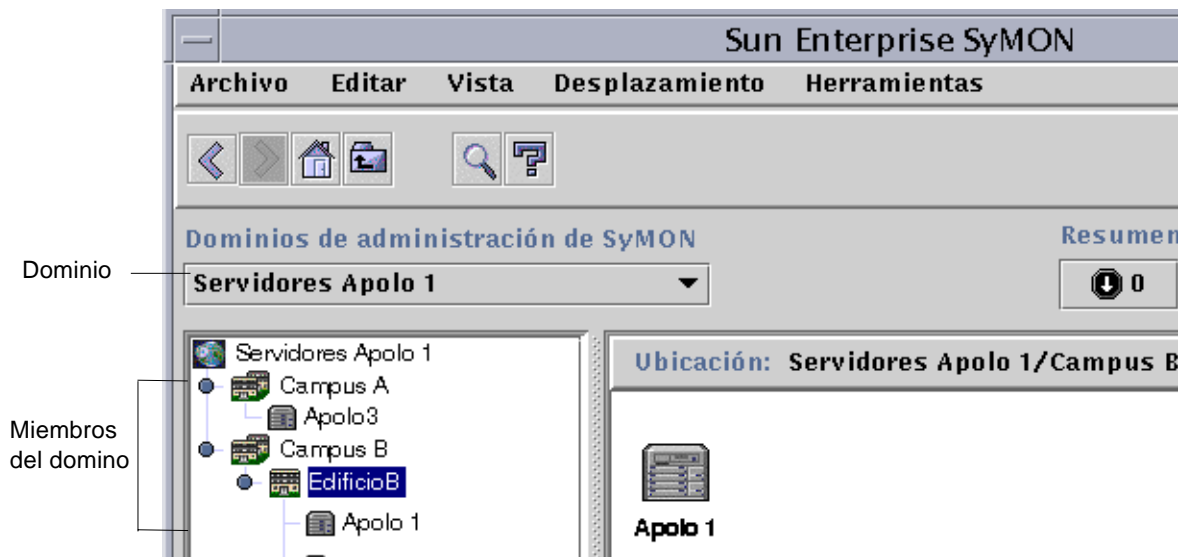 Sun Enterprise SyMON
Archivo Editar Vista Desplazamiento Herramientas
Dominios de administración de SyMON
Resumen
Dominio
Servidores Apolo 1
0
Servidores Apolo 1
Ubicación: Servidores Apolo 1/Campus B
Campus A
Apolo3
Miembros
del domino
Campus B
EdificioB
Apolo 1
Apolo 1